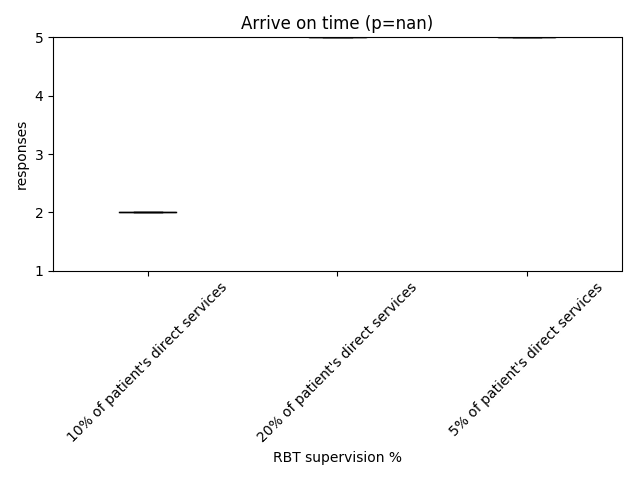 Arrive on time (p=nan)
5
4
3
2
1
responses
10% of patient's direct services
20% of patient's direct services
5% of patient's direct services
RBT supervision %